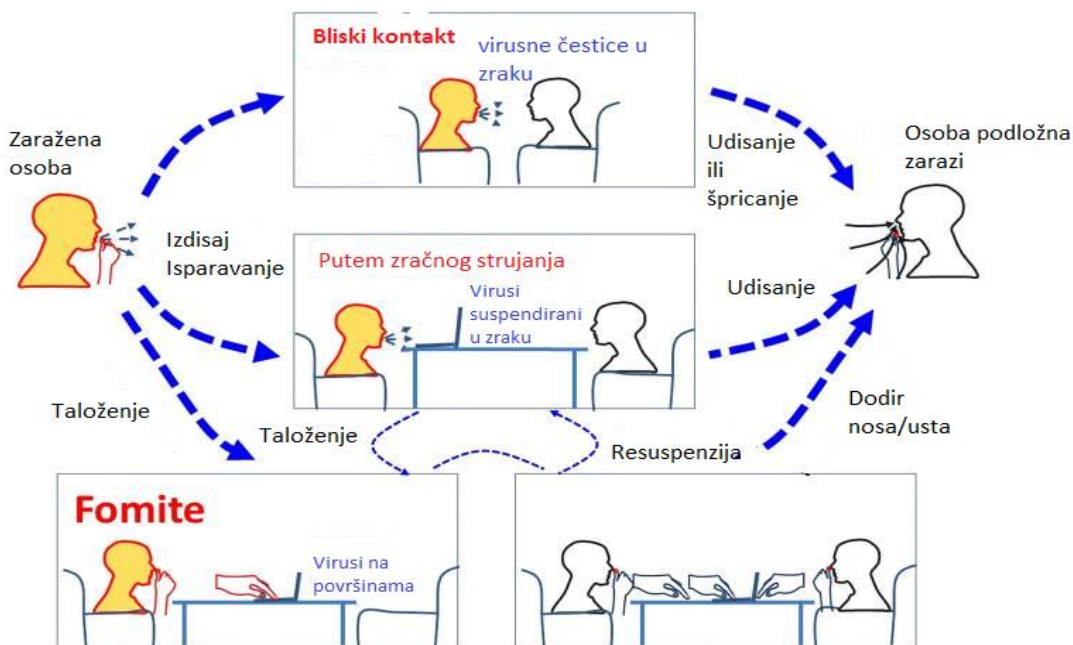 Bliski kontakt
virusne čestice u
zraku
Zaražena
osoba
Udisanje
ili
špricanje
Osoba podložna
zarazi
Izdisaj
Isparavanje
Putem zračnog strujanja
Virusi
suspendirani
u zraku
Udisanje
Taloženje
Taloženje
Resuspenzija
Dodir
nosa/usta
Fomite
Virusi na
površinama